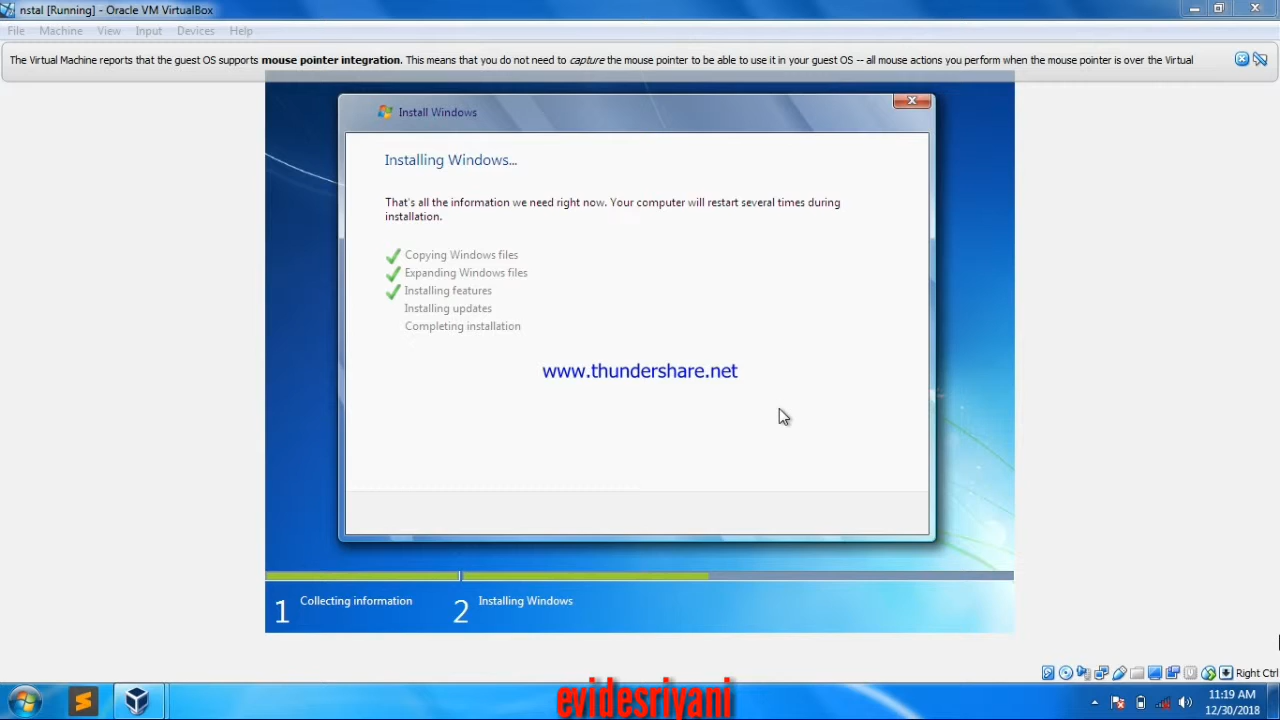 nstal [Running] - Oracle VM VirtualBox
File Machine View Input Devices Help
The Virtual Machine reports that the guest OS supports mouse pointer integration. This means that you do not need to capture the mouse pointer to be able to use it in your guest OS -- all mouse actions you perform when the mouse pointer is over the Virtual
Install Windows
Installing Windows...
That's all the information we need right now. Your computer will restart several times during
installation.
Copying Windows files
Expanding Windows files
Installing features
Installing updates
Completing installation
www.thundershare.net
1 Collecting information 2 Installing Windows
Right Ctrl
evidesriyani
11:19 AM
12/30/2018